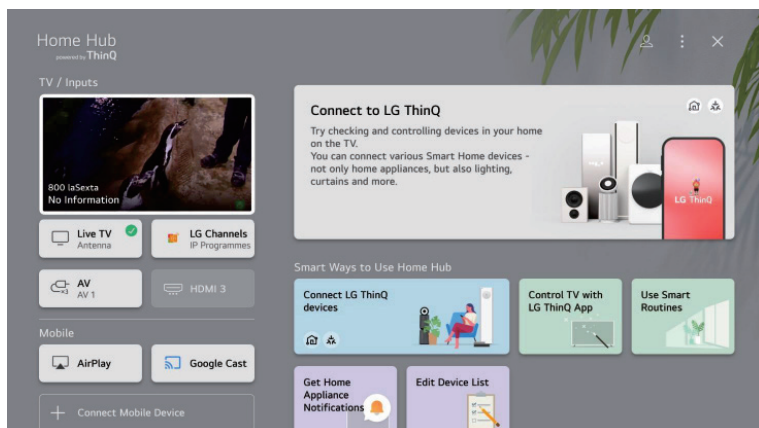 Home Hub
powered by ThinQ
TV / Inputs
800 laSexta
No Information
Live TV
Antenna
LG Channels
IP Programmes
x3
AV
AV 1
HDMI 3
Mobile
AirPlay
Google Cast
Connect Mobile Device
Connect to LG ThinQ
Try checking and controlling devices in your home
on the TV.
You can connect various Smart Home devices -
not only home appliances, but also lighting,
curtains and more.
LG ThinQ
Smart Ways to Use Home Hub
Connect LG ThinQ
devices
Control TV with
LG ThinQ App
Use Smart
Routines
Get Home
Appliance
Notifications
Edit Device List